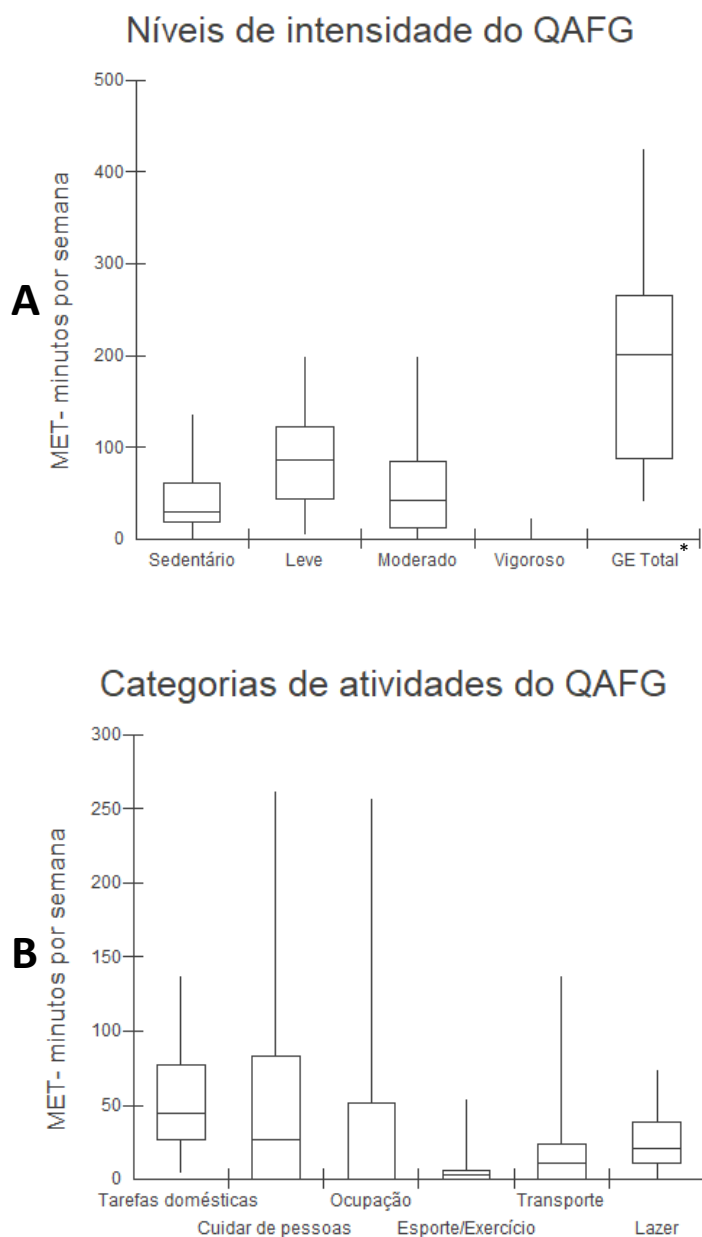 Níveis de intensidade do QAFG
A
MET- minutos por semana
500
400
300
200
100
0
Sedentário Leve Moderado Vigoroso GE Total*
Categorias de atividades do QAFG
B
MET- minutos por semana
300
250
200
150
100
50
0
Tarefas domésticas Ocupação Transporte
Cuidar de pessoas Esporte/Exercício Lazer